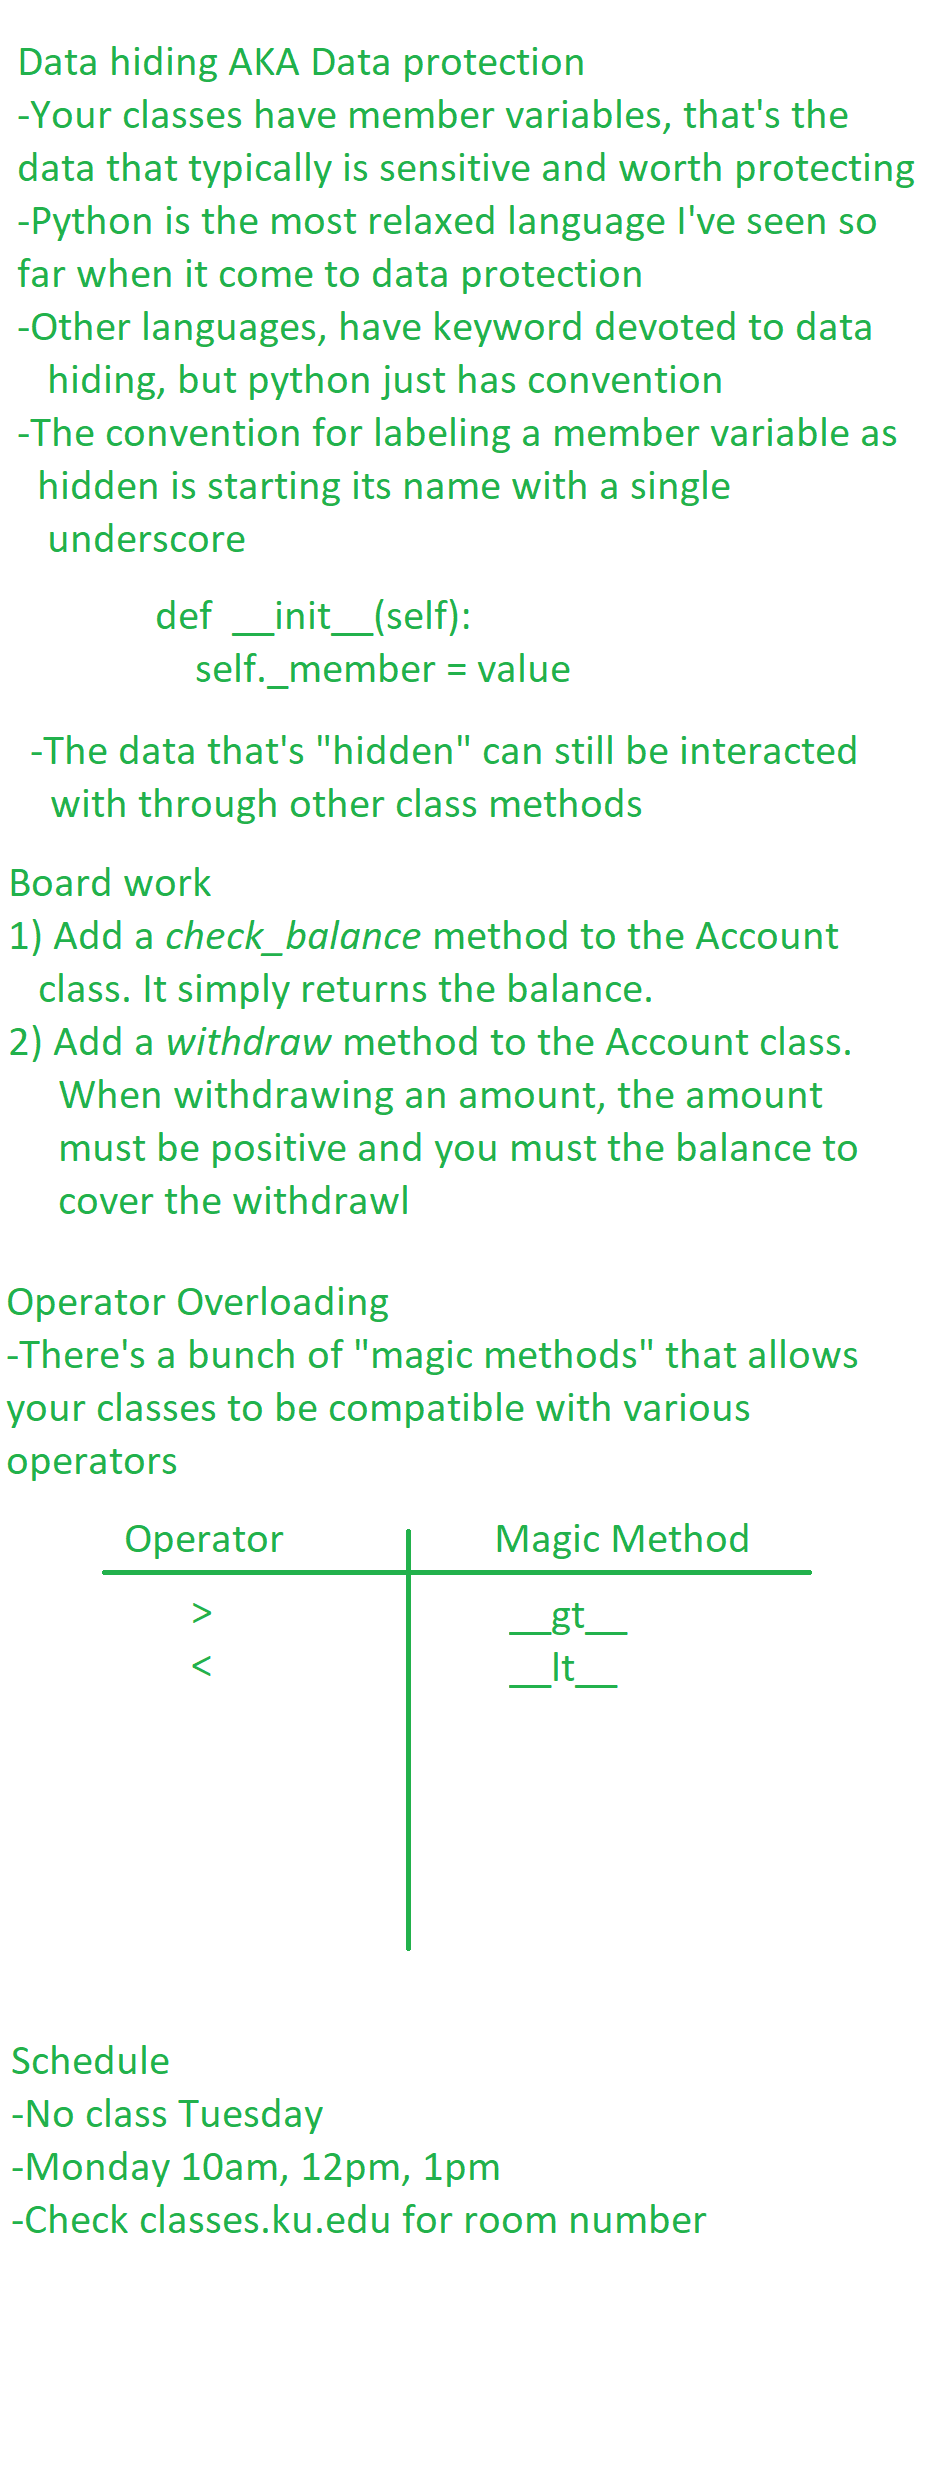 Data hiding AKA Data protection
-Your classes have member variables, that's the
data that typically is sensitive and worth protecting
-Python is the most relaxed language I've seen so
far when it come to data protection
-Other languages, have keyword devoted to data
hiding, but python just has convention
-The convention for labeling a member variable as
hidden is starting its name with a single
underscore
def __init__(self):
self._member = value
-The data that's "hidden" can still be interacted
with through other class methods
Board work
1) Add a check_balance method to the Account
class. It simply returns the balance.
2) Add a withdraw method to the Account class.
When withdrawing an amount, the amount
must be positive and you must the balance to
cover the withdrawl
Operator Overloading
-There's a bunch of "magic methods" that allows
your classes to be compatible with various
operators
Operator Magic Method
> __gt__
< __lt__
Schedule
-No class Tuesday
-Monday 10am, 12pm, 1pm
-Check classes.ku.edu for room number